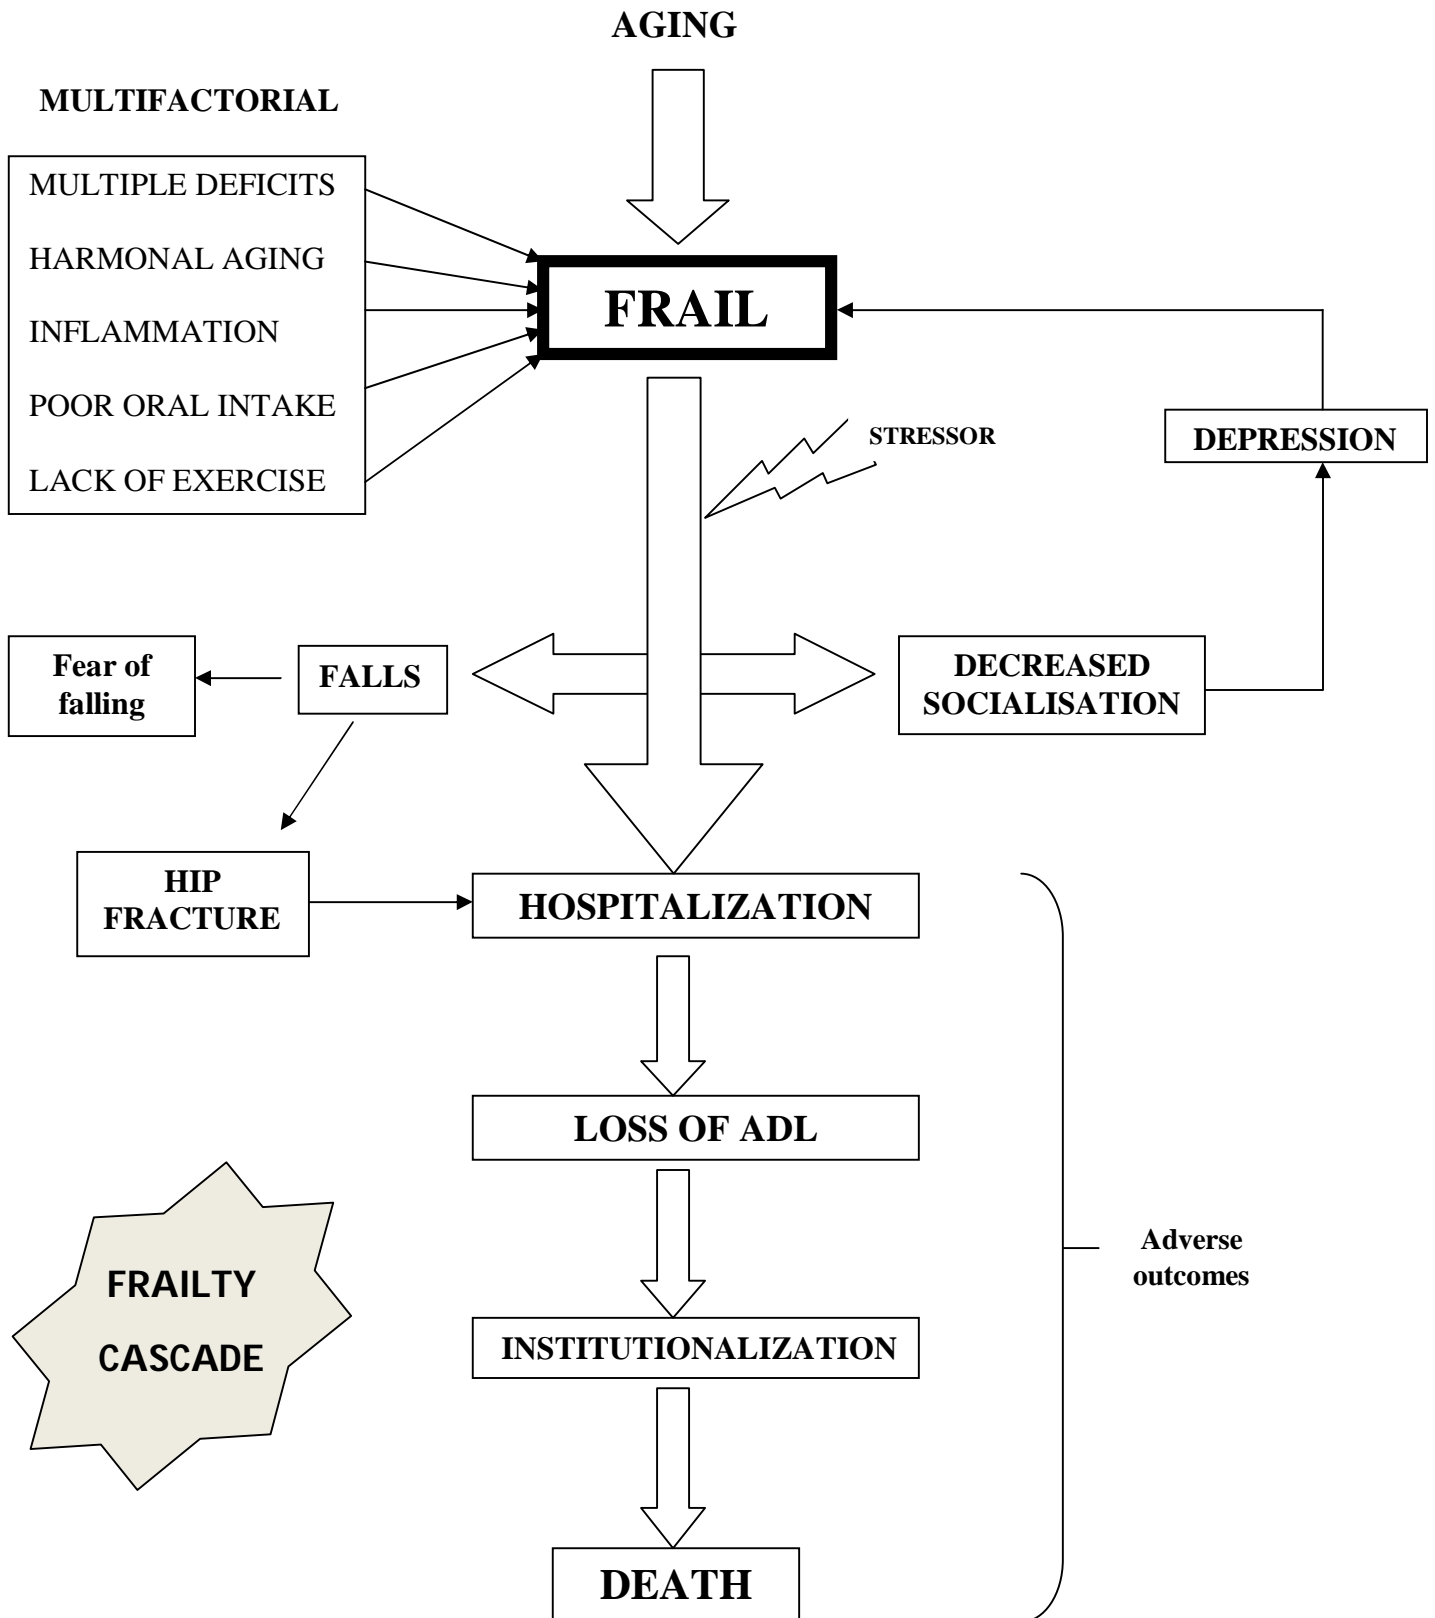 AGING
MULTIFACTORIAL
MULTIPLE DEFICITS
HARMONAL AGING
INFLAMMATION
POOR ORAL INTAKE
LACK OF EXERCISE
FRAIL
STRESSOR
DEPRESSION
Fear of
falling
FALLS
DECREASED
SOCIALISATION
HIP
FRACTURE
HOSPITALIZATION
LOSS OF ADL
FRAILTY
CASCADE
Adverse
outcomes
INSTITUTIONALIZATION
DEATH